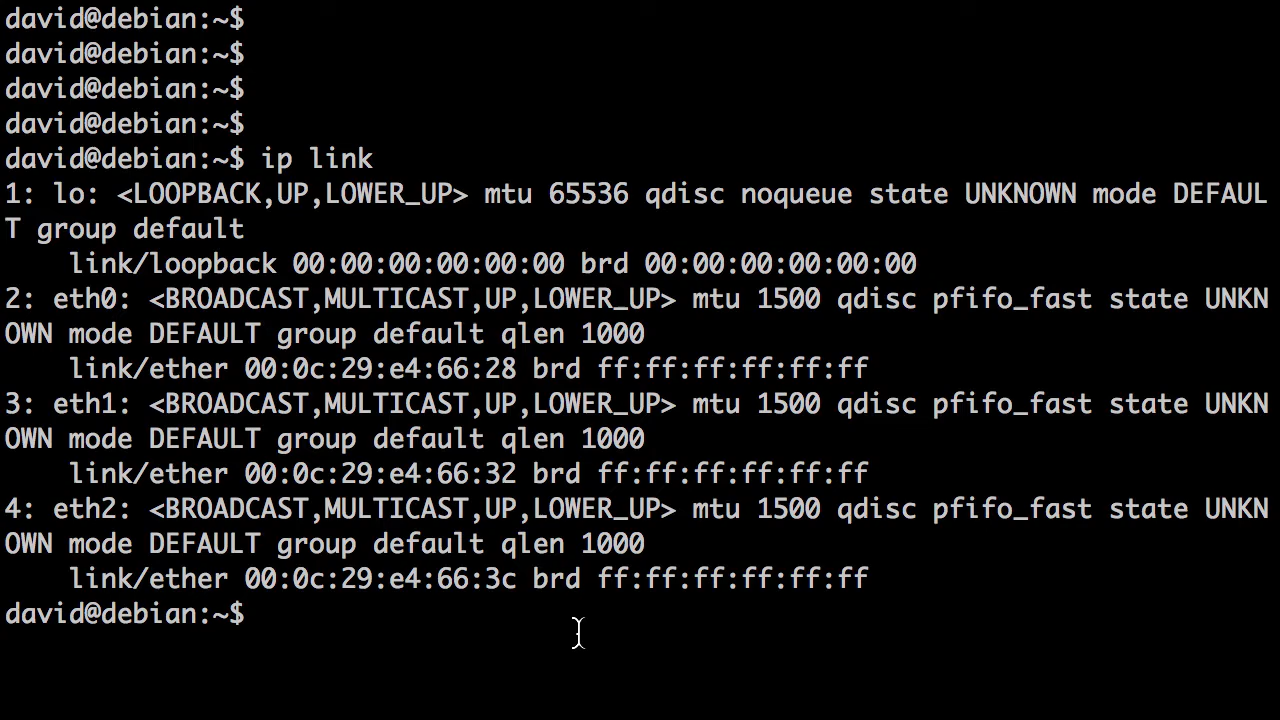 david@debian:~$
david@debian:~$
david@debian:~$
david@debian:~$
david@debian:~$ ip link
1: lo: <LOOPBACK,UP,LOWER_UP> mtu 65536 qdisc noqueue state UNKNOWN mode DEFAUL
T group default
    link/loopback 00:00:00:00:00:00 brd 00:00:00:00:00:00
2: eth0: <BROADCAST,MULTICAST,UP,LOWER_UP> mtu 1500 qdisc pfifo_fast state UNKN
OWN mode DEFAULT group default qlen 1000
    link/ether 00:0c:29:e4:66:28 brd ff:ff:ff:ff:ff:ff
3: eth1: <BROADCAST,MULTICAST,UP,LOWER_UP> mtu 1500 qdisc pfifo_fast state UNKN
OWN mode DEFAULT group default qlen 1000
    link/ether 00:0c:29:e4:66:32 brd ff:ff:ff:ff:ff:ff
4: eth2: <BROADCAST,MULTICAST,UP,LOWER_UP> mtu 1500 qdisc pfifo_fast state UNKN
OWN mode DEFAULT group default qlen 1000
    link/ether 00:0c:29:e4:66:3c brd ff:ff:ff:ff:ff:ff
david@debian:~$